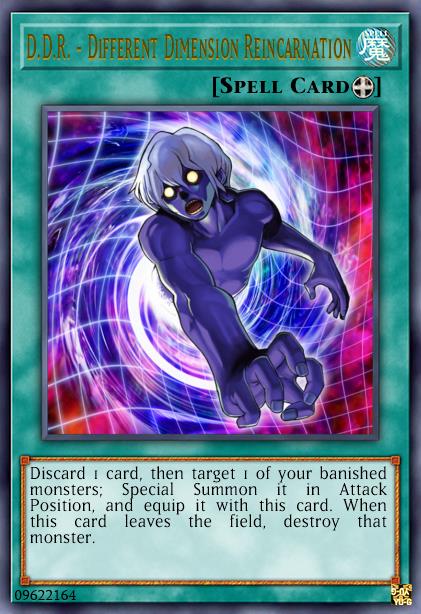 D.D.R. - Different Dimension Reincarnation
SPELL
魔
[Spell Card]
Discard 1 card, then target 1 of your banished
monsters; Special Summon it in Attack
Position, and equip it with this card. When
this card leaves the field, destroy that
monster.
09622164